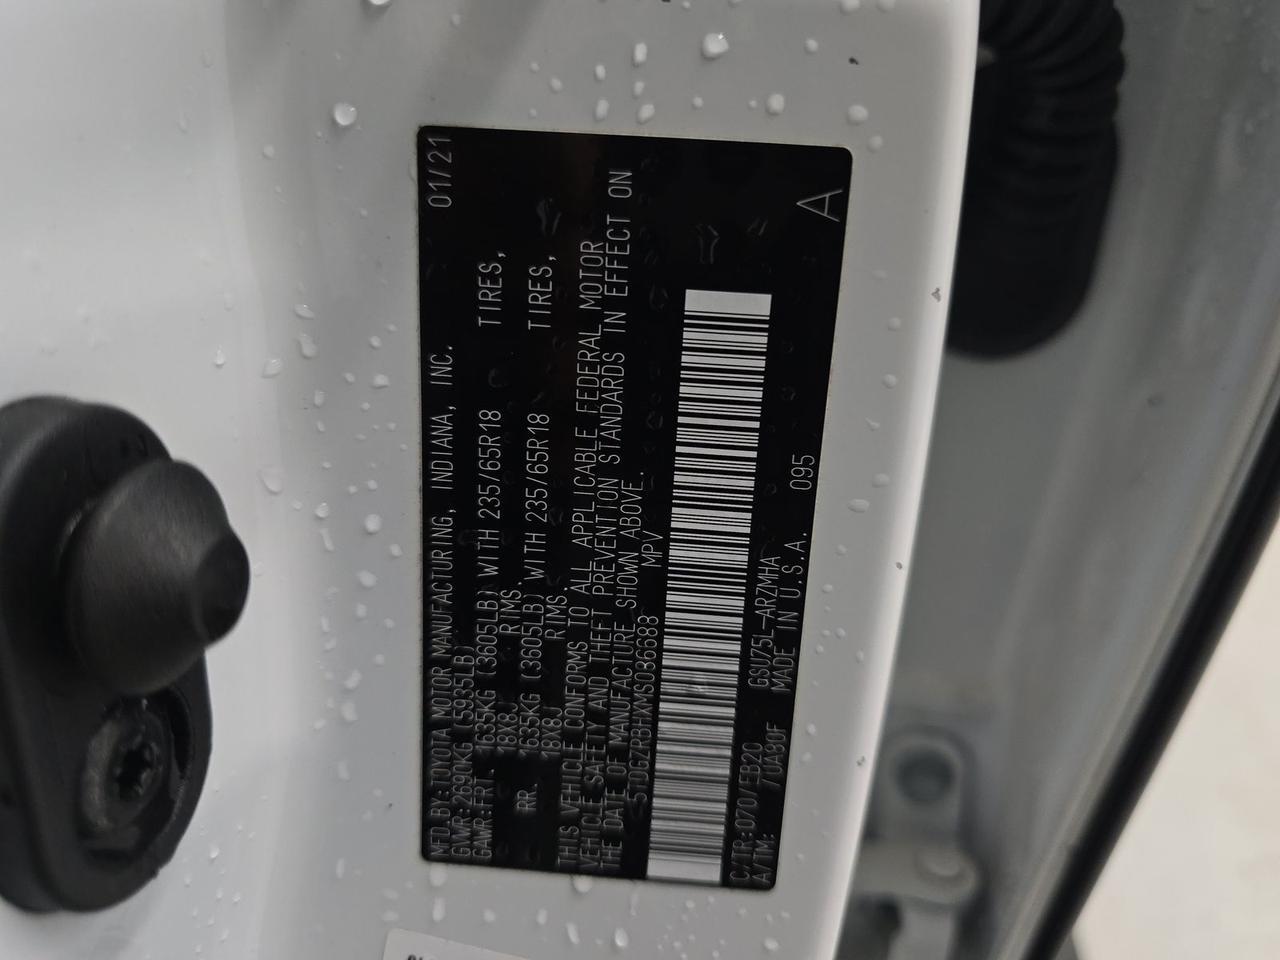 MFD.BY:TOYOTA MOTOR MANUFACTURING, INDIANA, INC. 01/21
GVWR:2690KG(5935LB)
GAWR:FRT 1635KG (3605LB) WITH 235/65R18 TIRES,
18X8J RIMS,
RR. 1635KG (3605LB) WITH 235/65R18 TIRES,
18X8J RIMS.
THIS VEHICLE CONFORMS TO ALL APPLICABLE FEDERAL MOTOR
VEHICLE SAFETY AND THEFT PREVENTION STANDARDS IN EFFECT ON
THE DATE OF MANUFACTURE SHOWN ABOVE.
5TDGZRBHXMS086688 MPV
C/TR:070/EB20 GSU75L-ARZMHA
A/TM: /UA80F MADE IN U.S.A. 095 A